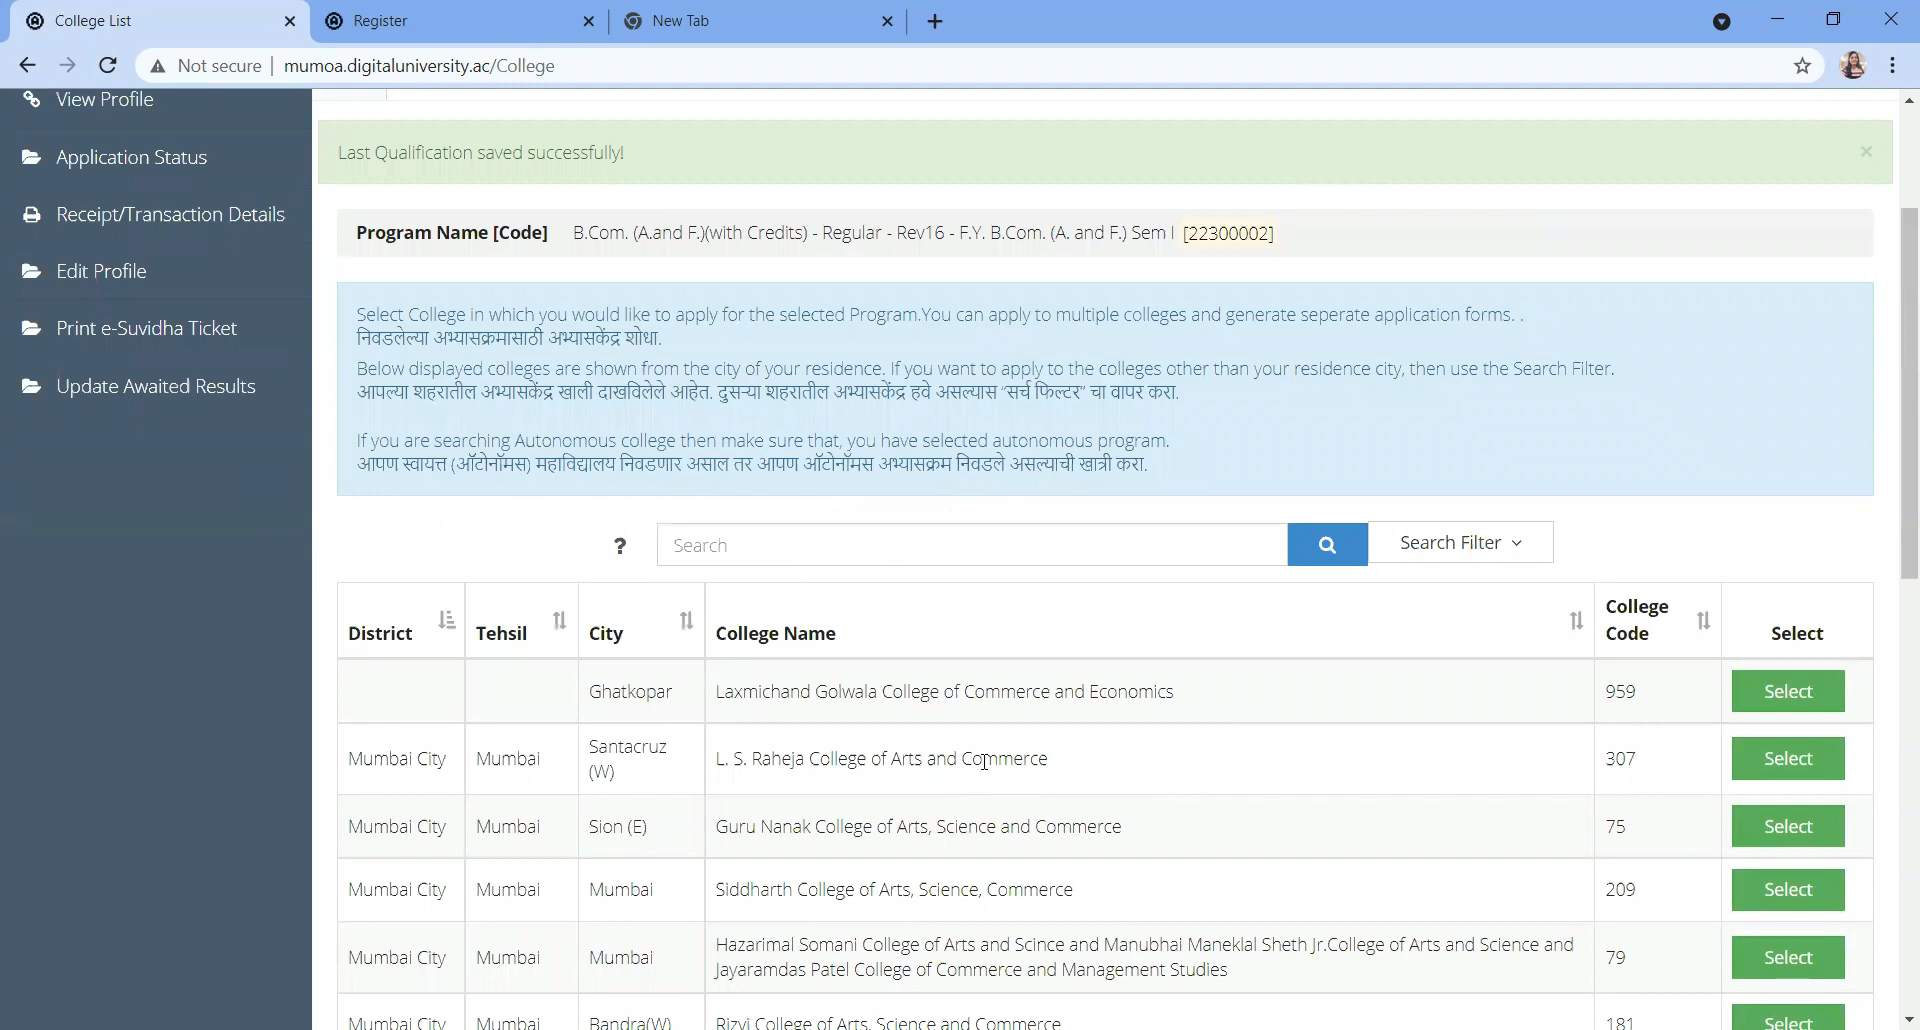 College List
Register
New Tab
Not secure
mumoa.digitaluniversity.ac/College
View Profile
Application Status
Receipt/Transaction Details
Edit Profile
Print e-Suvidha Ticket
Update Awaited Results
Last Qualification saved successfully!
×
Program Name [Code] B.Com. (A.and F.)(with Credits) - Regular - Rev16 - F.Y. B.Com. (A. and F.) Sem I [22300002]
Select College in which you would like to apply for the selected Program.You can apply to multiple colleges and generate seperate application forms. .
निवडलेल्या अभ्यासक्रमासाठी अभ्यासकेंद्र शोधा.
Below displayed colleges are shown from the city of your residence. If you want to apply to the colleges other than your residence city, then use the Search Filter.
आपल्या शहरातील अभ्यासकेंद्र खाली दाखविलेले आहेत. दुसऱ्या शहरातील अभ्यासकेंद्र हवे असल्यास “सर्च फिल्टर” चा वापर करा.
If you are searching Autonomous college then make sure that, you have selected autonomous program.
आपण स्वायत्त (ऑटोनॉमस) महाविद्यालय निवडणार असाल तर आपण ऑटोनॉमस अभ्यासक्रम निवडले असल्याची खात्री करा.
? Search Search Filter
District Tehsil City College Name College Code Select
Ghatkopar Laxmichand Golwala College of Commerce and Economics 959 Select
Mumbai City Mumbai Santacruz (W) L. S. Raheja College of Arts and Commerce 307 Select
Mumbai City Mumbai Sion (E) Guru Nanak College of Arts, Science and Commerce 75 Select
Mumbai City Mumbai Mumbai Siddharth College of Arts, Science, Commerce 209 Select
Mumbai City Mumbai Mumbai Hazarimal Somani College of Arts and Scince and Manubhai Maneklal Sheth Jr.College of Arts and Science and
Jayaramdas Patel College of Commerce and Management Studies 79 Select
Mumbai City Mumbai Bandra(W) Rizvi College of Arts, Science and Commerce 181 Select